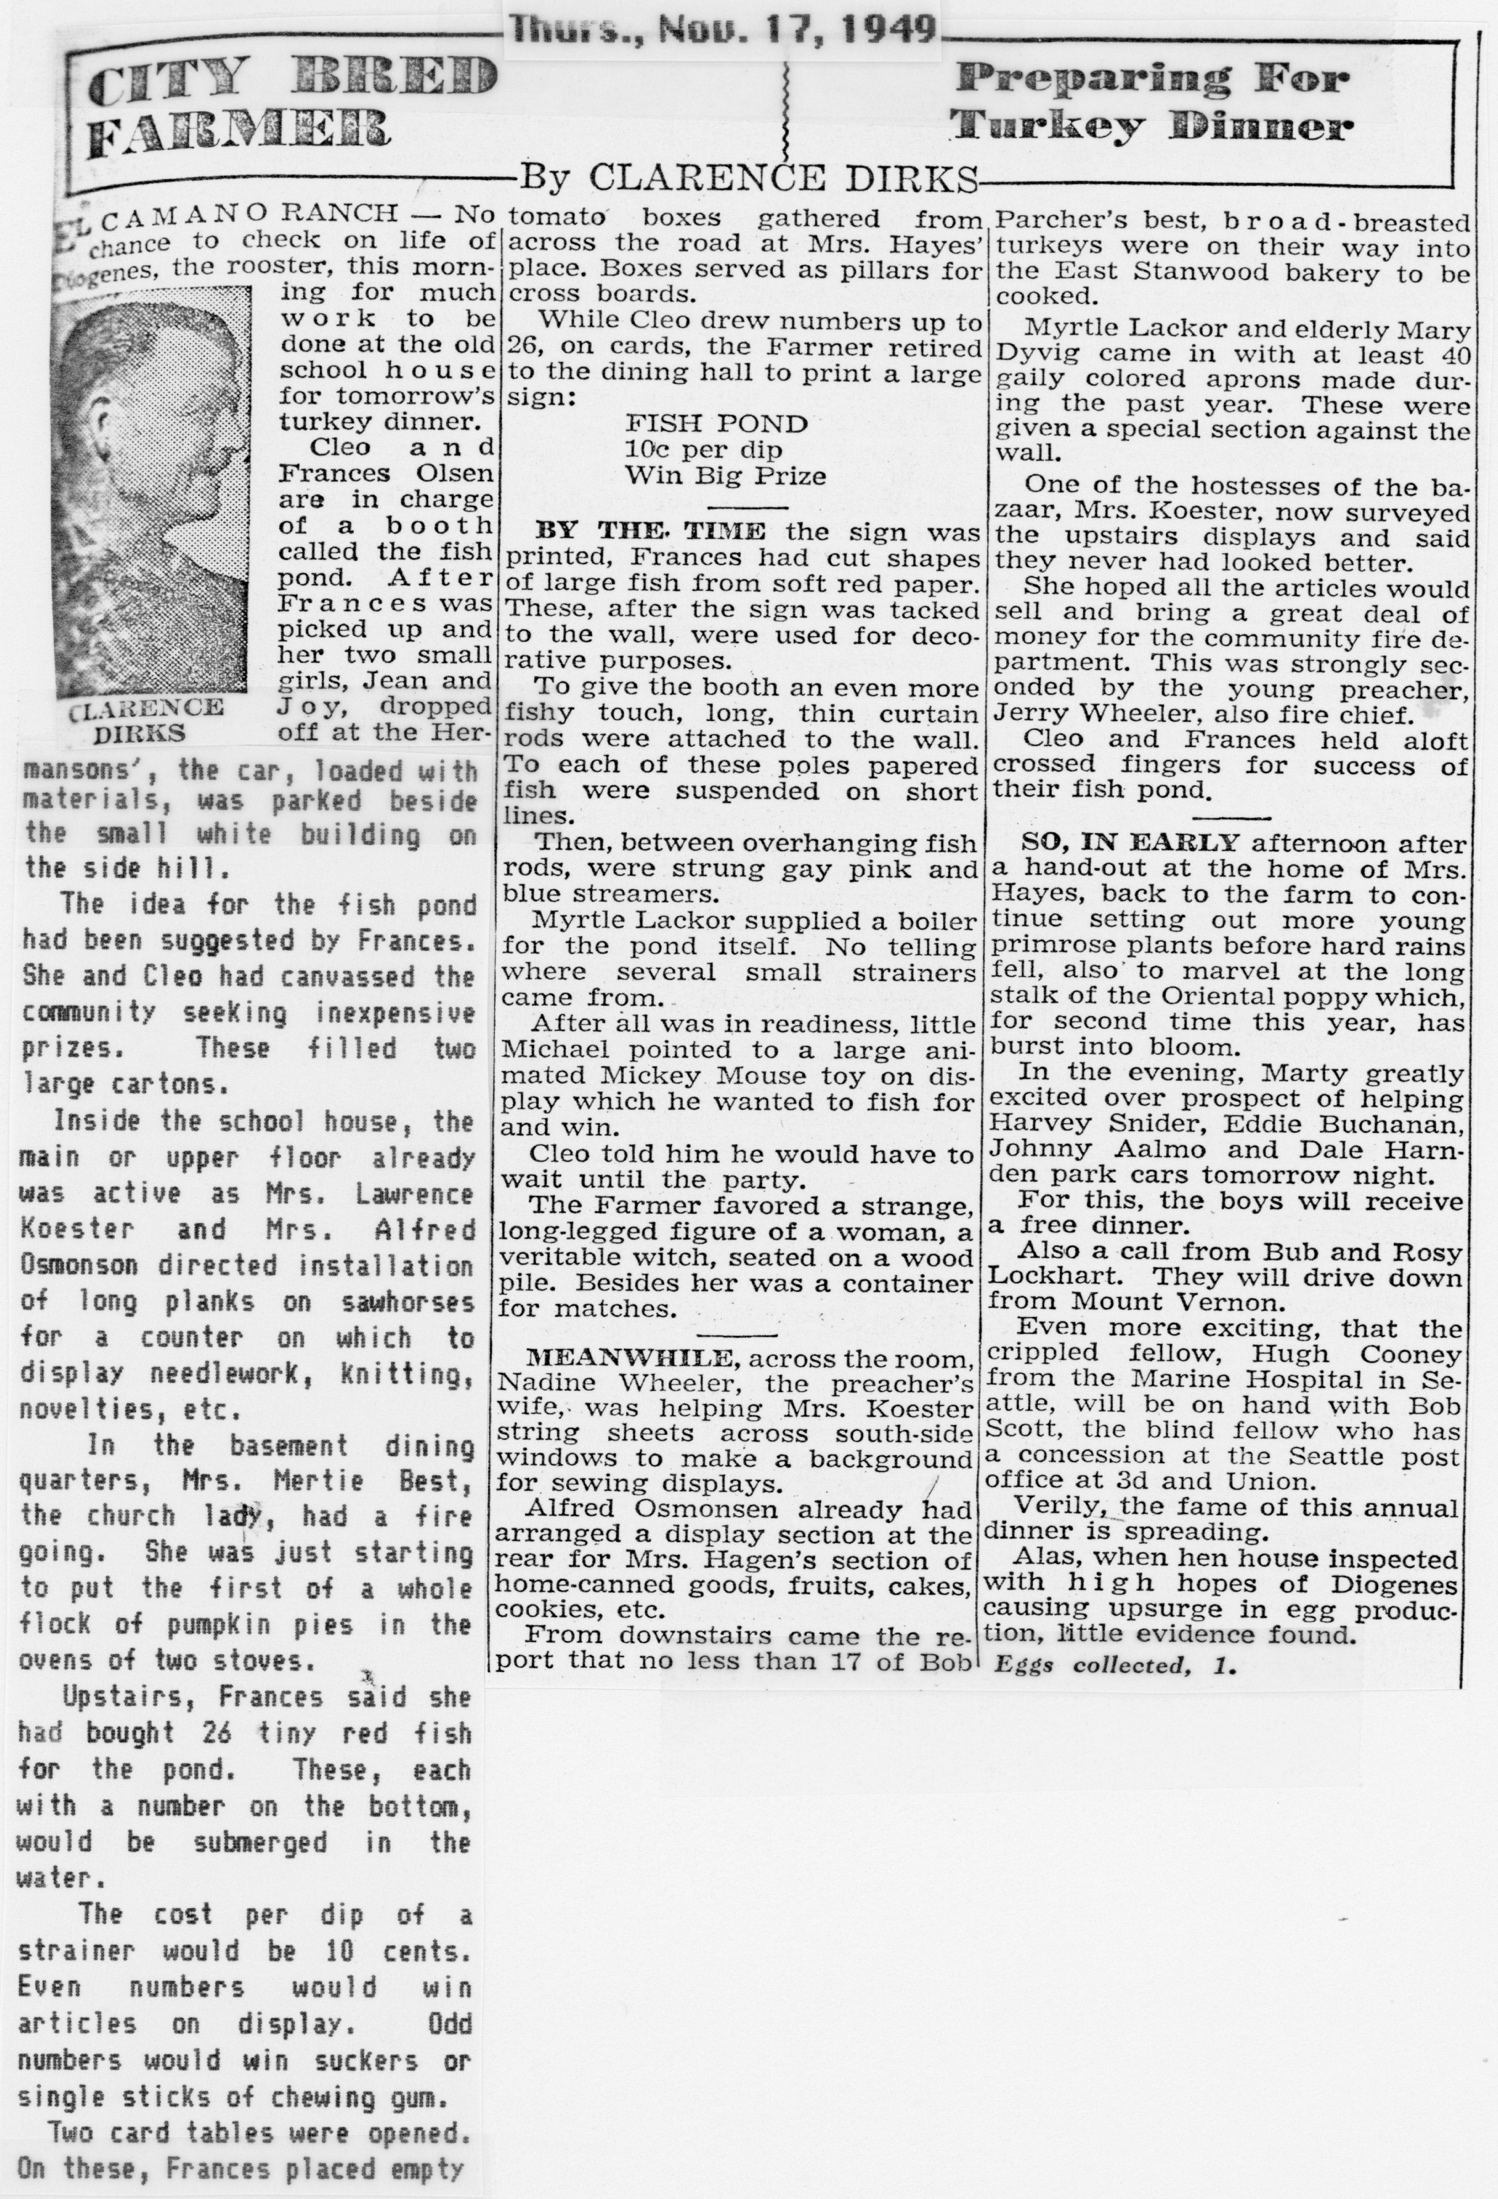 Thurs., Nov. 17, 1949
CITY BRED
FARMER
Preparing For
Turkey Dinner
By CLARENCE DIRKS
EL CAMANO RANCH — No
chance to check on life of
Diogenes, the rooster, this morn-
ing for much
work to be
done at the old
school house
for tomorrow's
turkey dinner.
Cleo and
Frances Olsen
are in charge
of a booth
called the fish
pond. After
Frances was
picked up and
her two small
girls, Jean and
Joy, dropped
off at the Her-
CLARENCE
DIRKS
mansons', the car, loaded with
materials, was parked beside
the small white building on
the side hill.
The idea for the fish pond
had been suggested by Frances.
She and Cleo had canvassed the
community seeking inexpensive
prizes. These filled two
large cartons.
Inside the school house, the
main or upper floor already
was active as Mrs. Lawrence
Koester and Mrs. Alfred
Osmonson directed installation
of long planks on sawhorses
for a counter on which to
display needlework, knitting,
novelties, etc.
In the basement dining
quarters, Mrs. Mertie Best,
the church lady, had a fire
going. She was just starting
to put the first of a whole
flock of pumpkin pies in the
ovens of two stoves.
Upstairs, Frances said she
had bought 26 tiny red fish
for the pond. These, each
with a number on the bottom,
would be submerged in the
water.
The cost per dip of a
strainer would be 10 cents.
Even numbers would win
articles on display. Odd
numbers would win suckers or
single sticks of chewing gum.
Two card tables were opened.
On these, Frances placed empty
tomato boxes gathered from
across the road at Mrs. Hayes'
place. Boxes served as pillars for
cross boards.
While Cleo drew numbers up to
26, on cards, the Farmer retired
to the dining hall to print a large
sign:
FISH POND
10c per dip
Win Big Prize
BY THE. TIME the sign was
printed, Frances had cut shapes
of large fish from soft red paper.
These, after the sign was tacked
to the wall, were used for deco-
rative purposes.
To give the booth an even more
fishy touch, long, thin curtain
rods were attached to the wall.
To each of these poles papered
fish were suspended on short
lines.
Then, between overhanging fish
rods, were strung gay pink and
blue streamers.
Myrtle Lackor supplied a boiler
for the pond itself. No telling
where several small strainers
came from.
After all was in readiness, little
Michael pointed to a large ani-
mated Mickey Mouse toy on dis-
play which he wanted to fish for
and win.
Cleo told him he would have to
wait until the party.
The Farmer favored a strange,
long-legged figure of a woman, a
veritable witch, seated on a wood
pile. Besides her was a container
for matches.
MEANWHILE, across the room,
Nadine Wheeler, the preacher's
wife, was helping Mrs. Koester
string sheets across south-side
windows to make a background
for sewing displays.
Alfred Osmonsen already had
arranged a display section at the
rear for Mrs. Hagen's section of
home-canned goods, fruits, cakes,
cookies, etc.
From downstairs came the re-
port that no less than 17 of Bob
Parcher's best, broad-breasted
turkeys were on their way into
the East Stanwood bakery to be
cooked.
Myrtle Lackor and elderly Mary
Dyvig came in with at least 40
gaily colored aprons made dur-
ing the past year. These were
given a special section against the
wall.
One of the hostesses of the ba-
zaar, Mrs. Koester, now surveyed
the upstairs displays and said
they never had looked better.
She hoped all the articles would
sell and bring a great deal of
money for the community fire de-
partment. This was strongly sec-
onded by the young preacher,
Jerry Wheeler, also fire chief.
Cleo and Frances held aloft
crossed fingers for success of
their fish pond.
SO, IN EARLY afternoon after
a hand-out at the home of Mrs.
Hayes, back to the farm to con-
tinue setting out more young
primrose plants before hard rains
fell, also to marvel at the long
stalk of the Oriental poppy which,
for second time this year, has
burst into bloom.
In the evening, Marty greatly
excited over prospect of helping
Harvey Snider, Eddie Buchanan,
Johnny Aalmo and Dale Harn-
den park cars tomorrow night.
For this, the boys will receive
a free dinner.
Also a call from Bub and Rosy
Lockhart. They will drive down
from Mount Vernon.
Even more exciting, that the
crippled fellow, Hugh Cooney
from the Marine Hospital in Se-
attle, will be on hand with Bob
Scott, the blind fellow who has
a concession at the Seattle post
office at 3d and Union.
Verily, the fame of this annual
dinner is spreading.
Alas, when hen house inspected
with high hopes of Diogenes
causing upsurge in egg produc-
tion, little evidence found.
Eggs collected, 1.